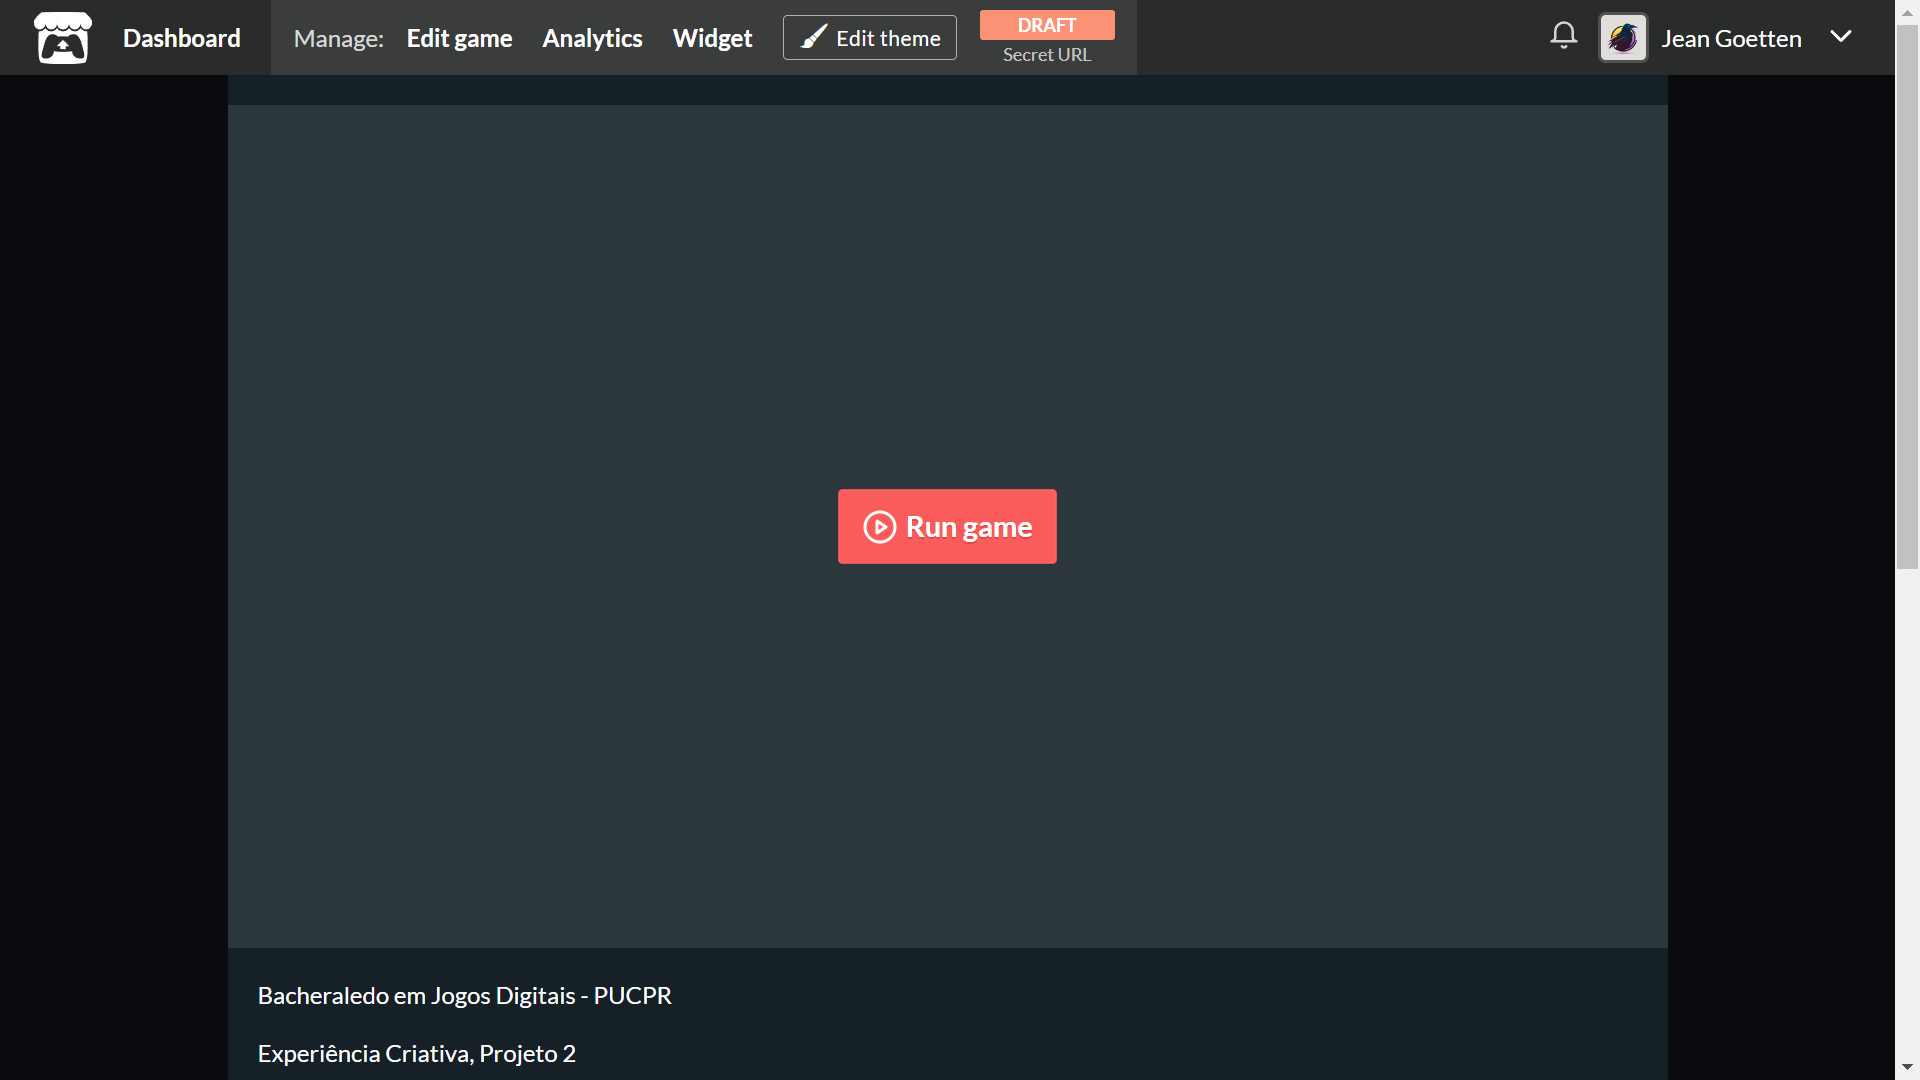 Dashboard Manage: Edit game Analytics Widget Edit theme DRAFT Jean Goetten
Secret URL
Run game
Bacheraledo em Jogos Digitais - PUCPR
Experiência Criativa, Projeto 2